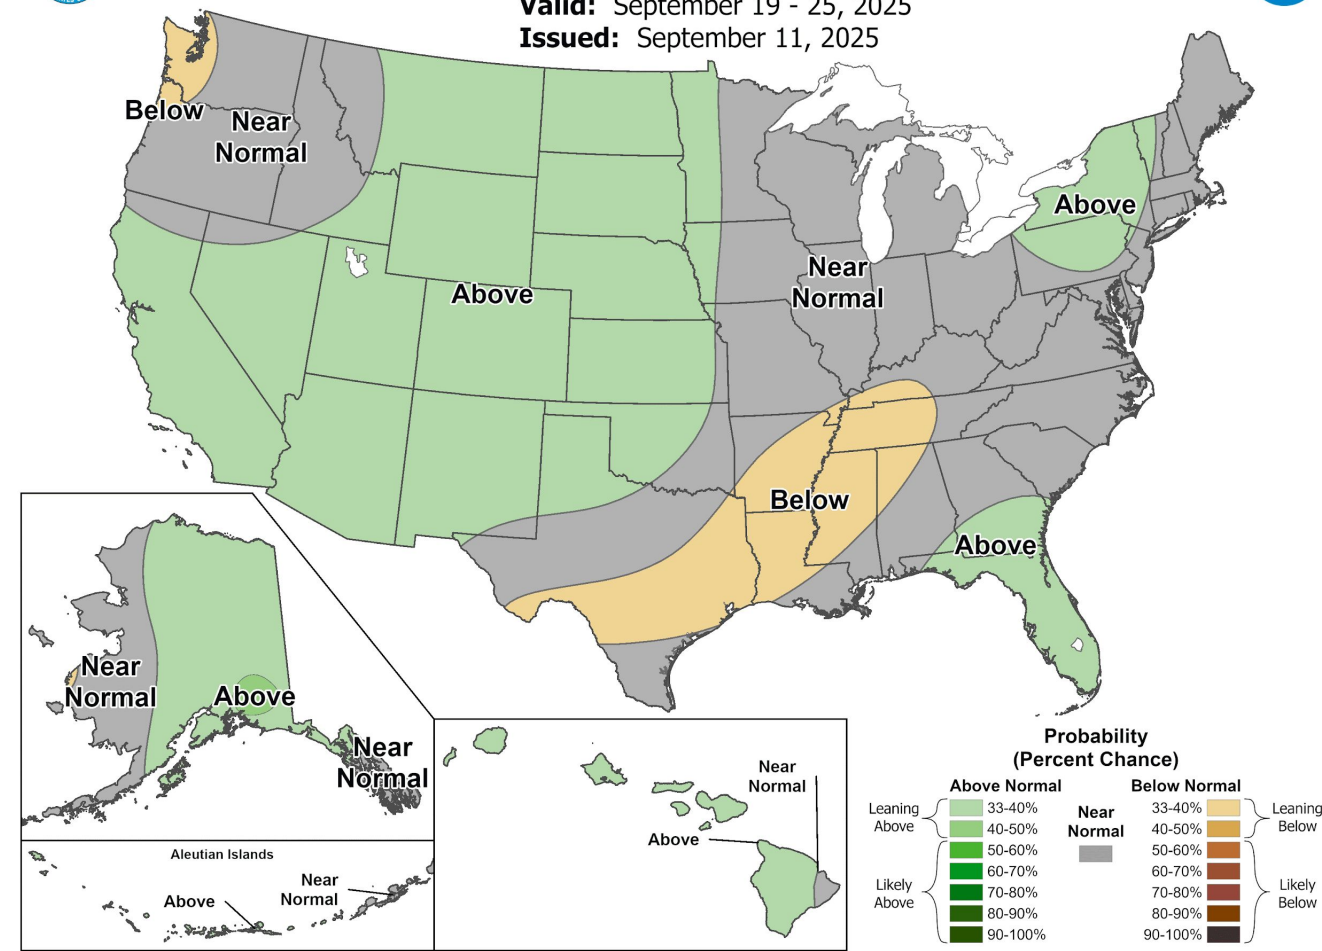 Valid: September 19 - 25, 2025
Issued: September 11, 2025
Below
Near
Normal
Above
Near
Normal
Above
Below
Above
Near
Normal
Above
Near
Normal
Aleutian Islands
Above
Near
Normal
Near
Normal
Above
Probability
(Percent Chance)
Above Normal
Below Normal
Leaning
Above
33-40%
40-50%
Near
Normal
33-40%
40-50%
Leaning
Below
Likely
Above
50-60%
60-70%
70-80%
80-90%
90-100%
50-60%
60-70%
70-80%
80-90%
90-100%
Likely
Below